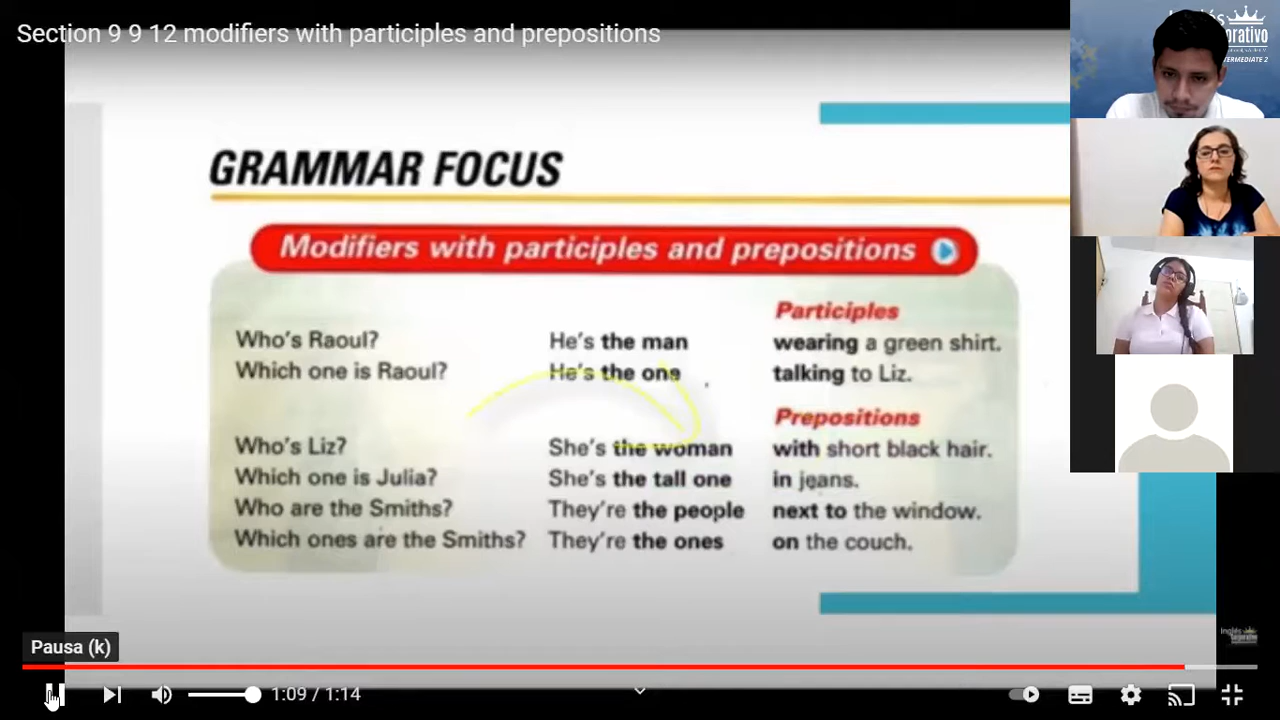 Section 9 9 12 modifiers with participles and prepositions
GRAMMAR FOCUS
Modifiers with participles and prepositions
Participles
Who's Raoul? He's the man wearing a green shirt.
Which one is Raoul? He's the one talking to Liz.
Prepositions
Who's Liz? She's the woman with short black hair.
Which one is Julia? She's the tall one in jeans.
Who are the Smiths? They're the people next to the window.
Which ones are the Smiths? They're the ones on the couch.
Pausa (k)
1:09 / 1:14